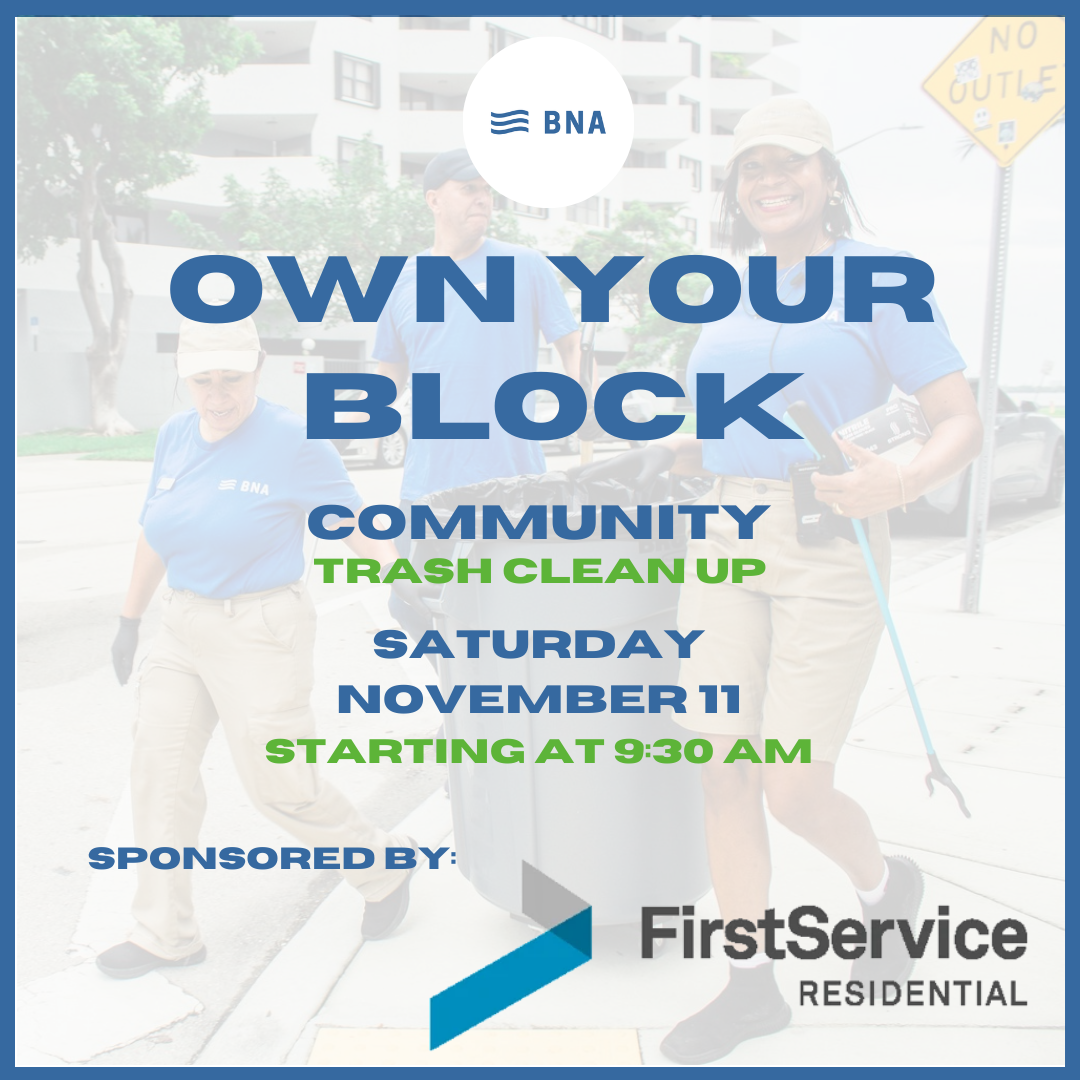 NO
OUTLE
BNA
OWN YOUR
BLOCK
BNA
COMMUNITY
TRASH CLEAN UP
SATURDAY
NOVEMBER 11
STARTING AT 9:30 AM
SPONSORED BY:
FirstService
RESIDENTIAL